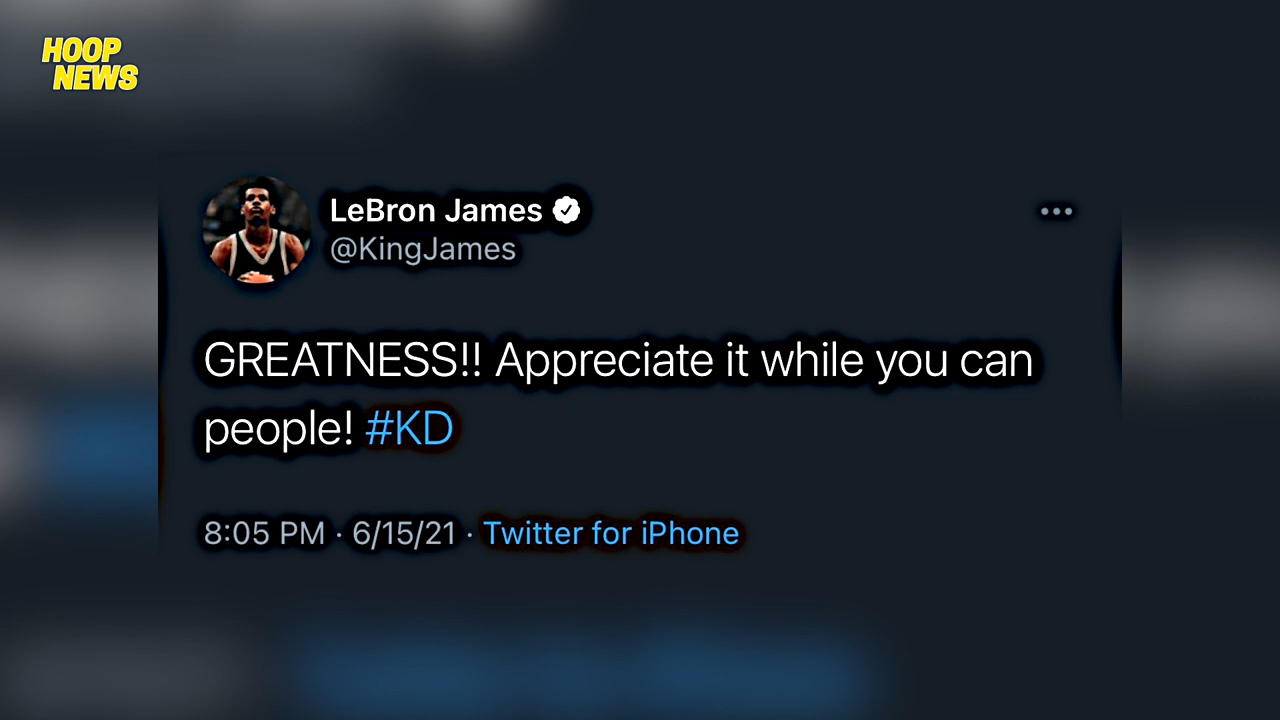 HOOP
NEWS
LeBron James
@KingJames
GREATNESS!! Appreciate it while you can
people! #KD
8:05 PM · 6/15/21 · Twitter for iPhone